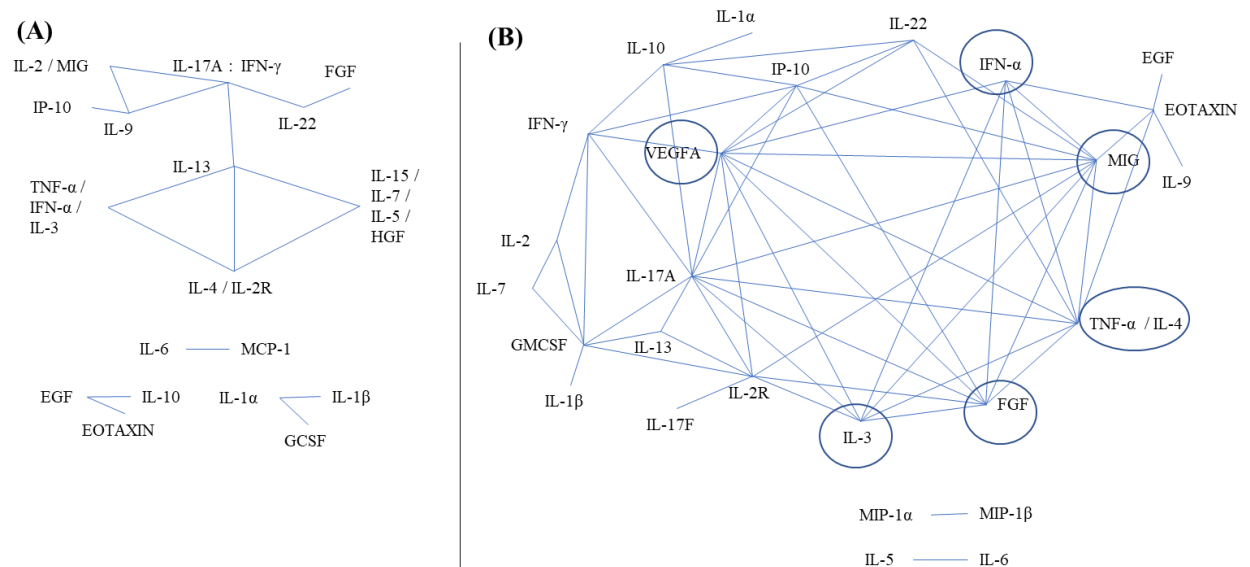 (A)
IL-2 / MIG
IL-17A : IFN-γ
FGF
IP-10
IL-9
IL-22
IL-13
TNF-α /
IFN-α /
IL-3
IL-15 /
IL-7 /
IL-5 /
HGF
IL-4 / IL-2R
IL-6
MCP-1
EGF
IL-10
EOTAXIN
IL-1α
IL-1β
GCSF
(B)
IL-1α
IL-22
IL-10
IP-10
IFN-α
EGF
EOTAXIN
IFN-γ
VEGFA
MIG
IL-9
IL-2
IL-7
IL-17A
TNF-α / IL-4
GMCSF
IL-13
IL-1β
IL-2R
IL-17F
IL-3
FGF
MIP-1α
MIP-1β
IL-5
IL-6